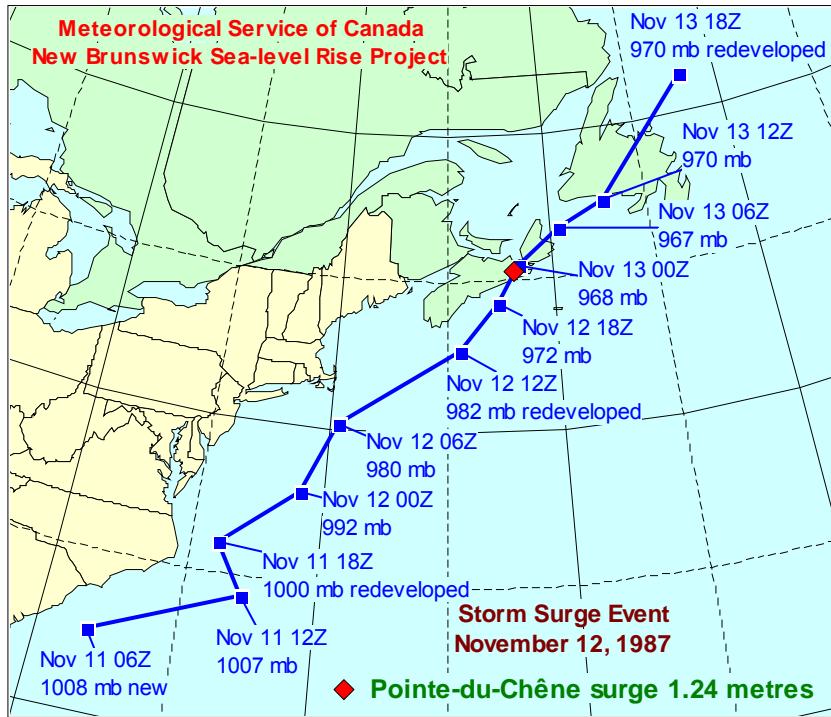 Meteorological Service of Canada
New Brunswick Sea-level Rise Project
Nov 13 18Z
970 mb redeveloped
Nov 13 12Z
970 mb
Nov 13 06Z
967 mb
Nov 13 00Z
968 mb
Nov 12 18Z
972 mb
Nov 12 12Z
982 mb redeveloped
Nov 12 06Z
980 mb
Nov 12 00Z
992 mb
Nov 11 18Z
1000 mb redeveloped
Nov 11 12Z
1007 mb
Nov 11 06Z
1008 mb new
Storm Surge Event
November 12, 1987
Pointe-du-Chêne surge 1.24 metres